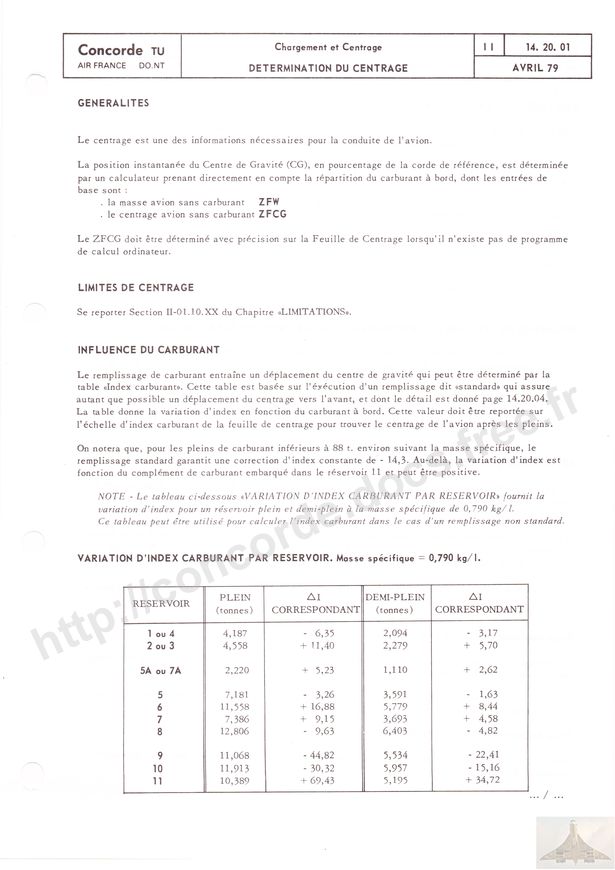 Concorde TU
AIR FRANCE DO.NT
Chargement et Centrage
DETERMINATION DU CENTRAGE
II
14. 20. 01
AVRIL 79
GENERALITES
Le centrage est une des informations nécessaires pour la conduite de l'avion.
La position instantanée du Centre de Gravité (CG), en pourcentage de la corde de référence, est déterminée
par un calculateur prenant directement en compte la répartition du carburant à bord, dont les entrées de
base sont :
. la masse avion sans carburant ZFW
. le centrage avion sans carburant ZFCG
Le ZFCG doit être déterminé avec précision sur la Feuille de Centrage lorsqu'il n'existe pas de programme
de calcul ordinateur.
LIMITES DE CENTRAGE
Se reporter Section II-01.10.XX du Chapitre «LIMITATIONS».
INFLUENCE DU CARBURANT
Le remplissage de carburant entraîne un déplacement du centre de gravité qui peut être déterminé par la
table «Index carburant». Cette table est basée sur l'éxécution d'un remplissage dit «standard» qui assure
autant que possible un déplacement du centrage vers l'avant, et dont le détail est donné page 14.20.04.
La table donne la variation d'index en fonction du carburant à bord. Cette valeur doit être reportée sur
l'échelle d'index carburant de la feuille de centrage pour trouver le centrage de l'avion après les pleins.
On notera que, pour les pleins de carburant inférieurs à 88 t. environ suivant la masse spécifique, le
remplissage standard garantit une correction d'index constante de - 14,3. Au-delà, la variation d'index est
fonction du complément de carburant embarqué dans le réservoir 11 et peut être positive.
NOTE - Le tableau ci-dessous «VARIATION D'INDEX CARBURANT PAR RESERVOIR» fournit la
variation d'index pour un réservoir plein et demi-plein à la masse spécifique de 0,790 kg/l.
Ce tableau peut être utilisé pour calculer l'index carburant dans le cas d'un remplissage non standard.
VARIATION D'INDEX CARBURANT PAR RESERVOIR. Masse spécifique = 0,790 kg/l.
RESERVOIR | PLEIN (tonnes) | ΔI CORRESPONDANT | DEMI-PLEIN (tonnes) | ΔI CORRESPONDANT
1 ou 4 | 4,187 | - 6,35 | 2,094 | - 3,17
2 ou 3 | 4,558 | + 11,40 | 2,279 | + 5,70
5A ou 7A | 2,220 | + 5,23 | 1,110 | + 2,62
5 | 7,181 | - 3,26 | 3,591 | - 1,63
6 | 11,558 | + 16,88 | 5,779 | + 8,44
7 | 7,386 | + 9,15 | 3,693 | + 4,58
8 | 12,806 | - 9,63 | 6,403 | - 4,82
9 | 11,068 | - 44,82 | 5,534 | - 22,41
10 | 11,913 | - 30,32 | 5,957 | - 15,16
11 | 10,389 | + 69,43 | 5,195 | + 34,72
... / ...
http://concorde.docs.free.fr